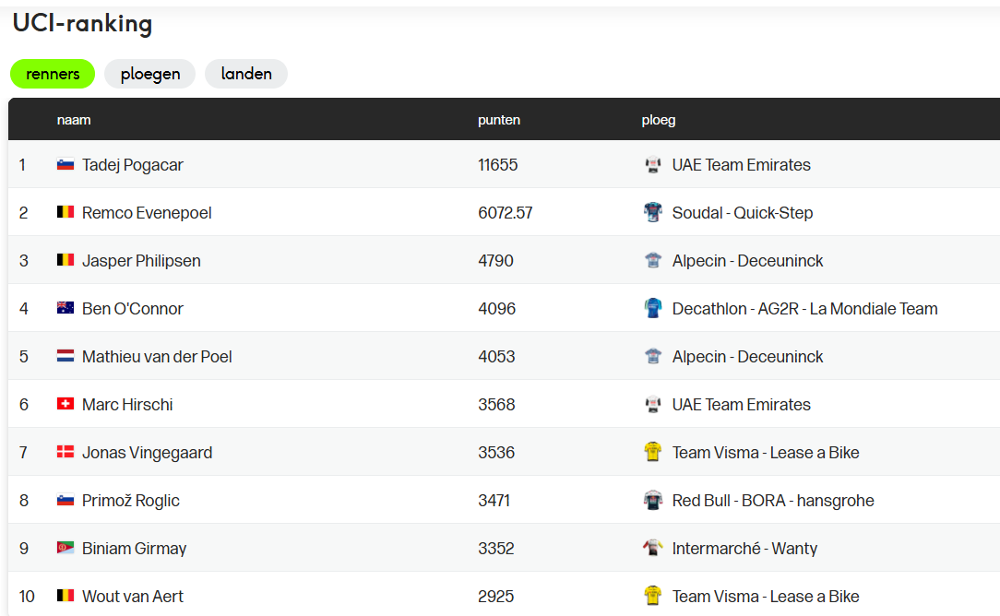 UCI-ranking
renners ploegen landen
naam punten ploeg
1 Tadej Pogacar 11655 UAE Team Emirates
2 Remco Evenepoel 6072.57 Soudal - Quick-Step
3 Jasper Philipsen 4790 Alpecin - Deceuninck
4 Ben O'Connor 4096 Decathlon - AG2R - La Mondiale Team
5 Mathieu van der Poel 4053 Alpecin - Deceuninck
6 Marc Hirschi 3568 UAE Team Emirates
7 Jonas Vingegaard 3536 Team Visma - Lease a Bike
8 Primož Roglic 3471 Red Bull - BORA - hansgrohe
9 Biniam Girmay 3352 Intermarché - Wanty
10 Wout van Aert 2925 Team Visma - Lease a Bike